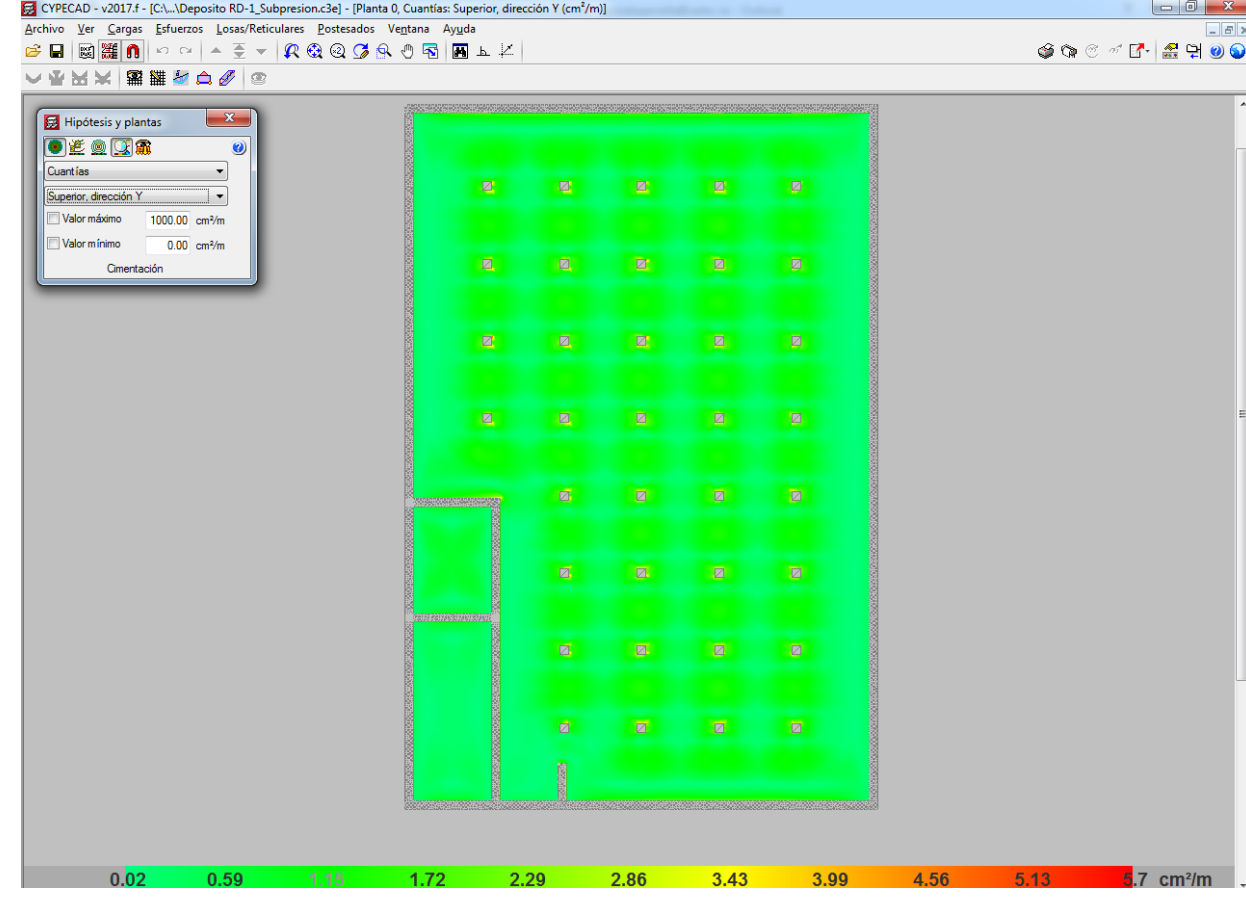 CYPECAD - v2017.f - [C:\...\Deposito RD-1_Subpresion.c3e] - [Planta 0, Cuantías: Superior, dirección Y (cm²/m)]
Archivo Ver Cargas Esfuerzos Losas/Reticulares Postesados Ventana Ayuda
Hipótesis y plantas
Cuantías
Superior, dirección Y
Valor máximo 1000.00 cm²/m
Valor mínimo 0.00 cm²/m
Cimentación
0.02 0.59 1.15 1.72 2.29 2.86 3.43 3.99 4.56 5.13 5.7 cm²/m